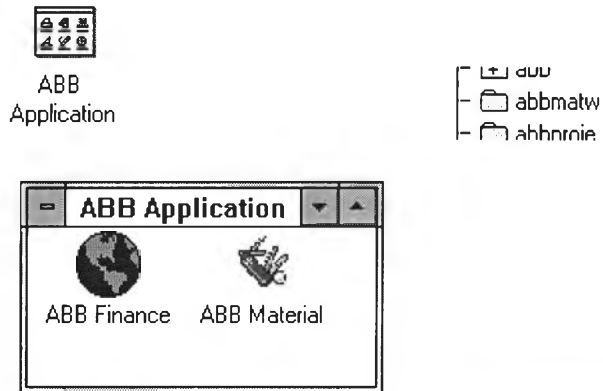 ABB
Application
abbmatw
ABB Application
ABB Finance
ABB Material